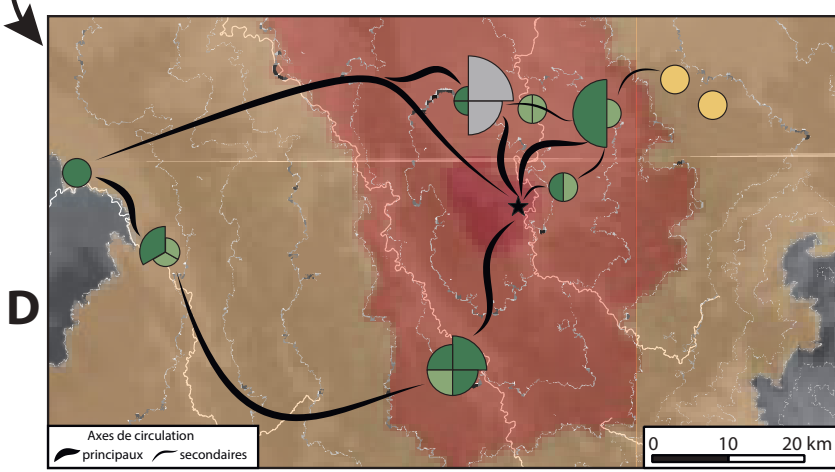 D
Axes de circulation
principaux secondaires
0 10 20 km